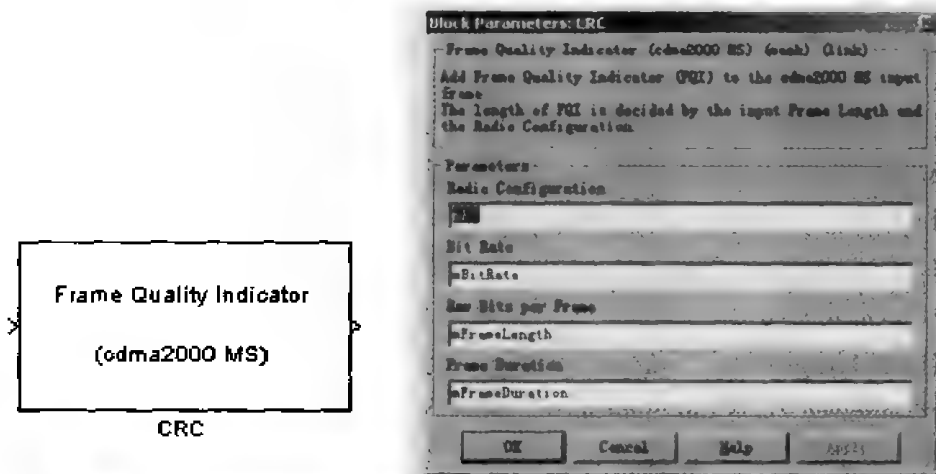 Frame Quality Indicator
(cdma2000 MS)
CRC
Block Parameters: CRC
Frame Quality Indicator (cdma2000 MS) (mask) (link)
Add Frame Quality Indicator (FQI) to the cdma2000 MS input
frame
The length of FQI is decided by the input Frame Length and
the Radio Configuration
Parameters
Radio Configuration
Bit Rate
mBitRate
Raw Bits per Frame
mFrameLength
Frame Duration
mFrameDuration
OK Cancel Help Apply